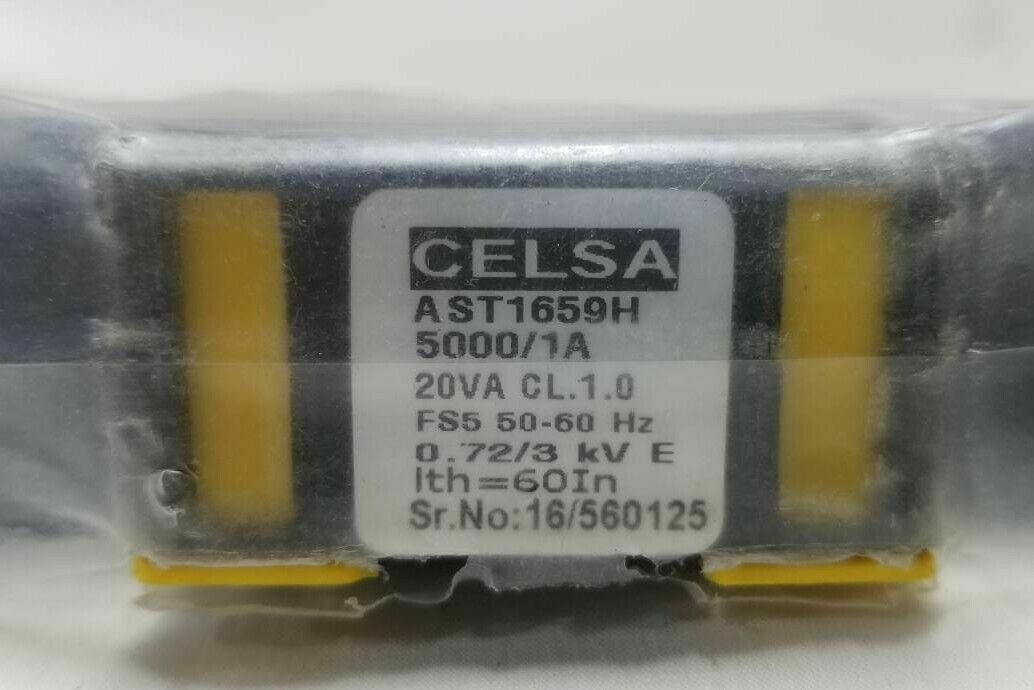 CELSA
AST1659H
5000/1A
20VA CL.1.0
FS5 50-60 Hz
0.72/3 kV E
Ith=60In
Sr.No:16/560125